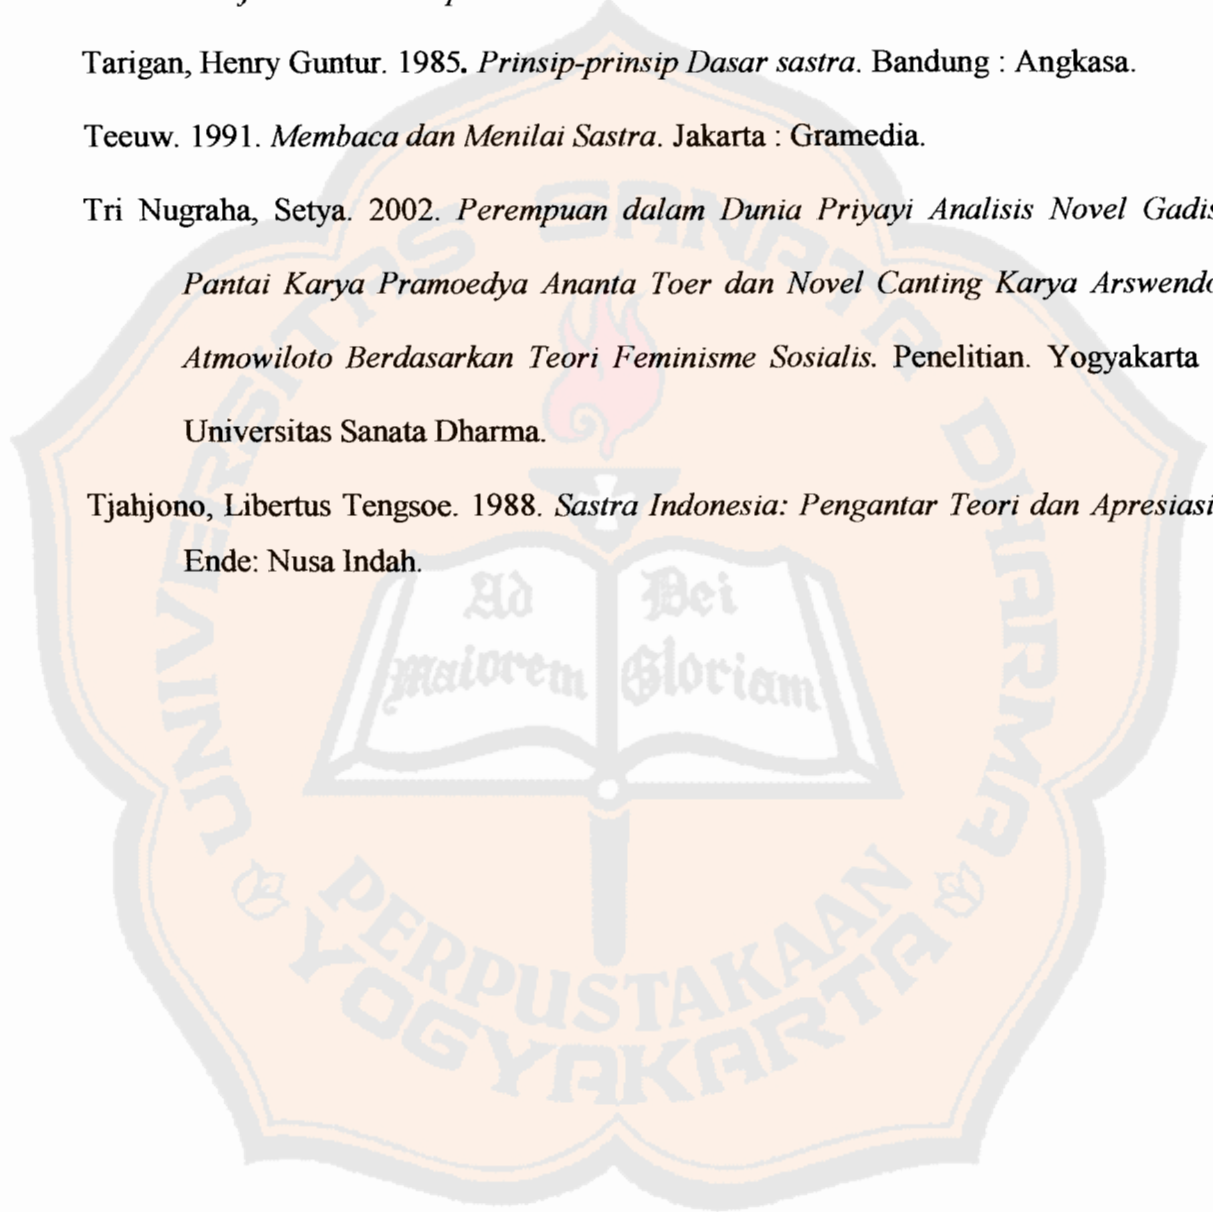 Tarigan, Henry Guntur. 1985. Prinsip-prinsip Dasar sastra. Bandung : Angkasa.
Teeuw. 1991. Membaca dan Menilai Sastra. Jakarta : Gramedia.
Tri Nugraha, Setya. 2002. Perempuan dalam Dunia Priyayi Analisis Novel Gadis
Pantai Karya Pramoedya Ananta Toer dan Novel Canting Karya Arswendo
Atmowiloto Berdasarkan Teori Feminisme Sosialis. Penelitian. Yogyakarta
Universitas Sanata Dharma.
Tjahjono, Libertus Tengsoe. 1988. Sastra Indonesia: Pengantar Teori dan Apresiasi
Ende: Nusa Indah.
UNIVERSITAS SANATA DHARMA
Ad Dei
maiorem Gloriam
PERPUSTAKAAN
YOGYAKARTA